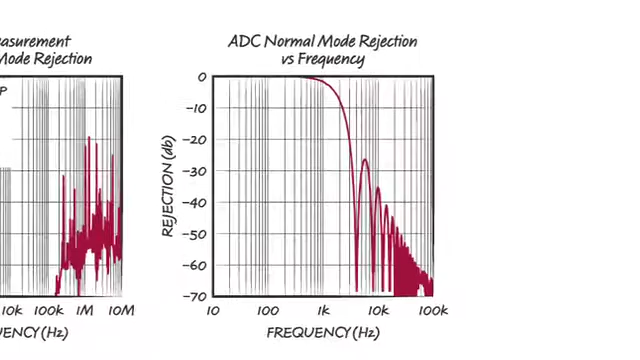 asurement
Mode Rejection
P
10k 100k 1M 10M
ENCY (Hz)
ADC Normal Mode Rejection
vs Frequency
REJECTION (db)
0
−10
−20
−30
−40
−50
−60
−70
10 100 1k 10k 100k
FREQUENCY (Hz)